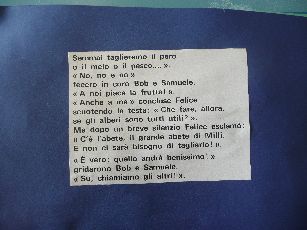 Semmai taglieremo il pero
o il melo o il pesco... ».
« No, no e no »
fecero in coro Bob e Samuele.
« A noi piace la frutta! ».
« Anche a me » concluse Felice
scuotendo la testa: « Che fare, allora,
se gli alberi sono tutti utili? ».
Ma dopo un breve silenzio Felice esclamò:
« C'è l'abete, il grande abete di Milli.
E non ci sarà bisogno di tagliarlo! ».
« È vero: quello andrà benissimo! »
gridarono Bob e Samuele.
« Su, chiamiamo gli altri! ».